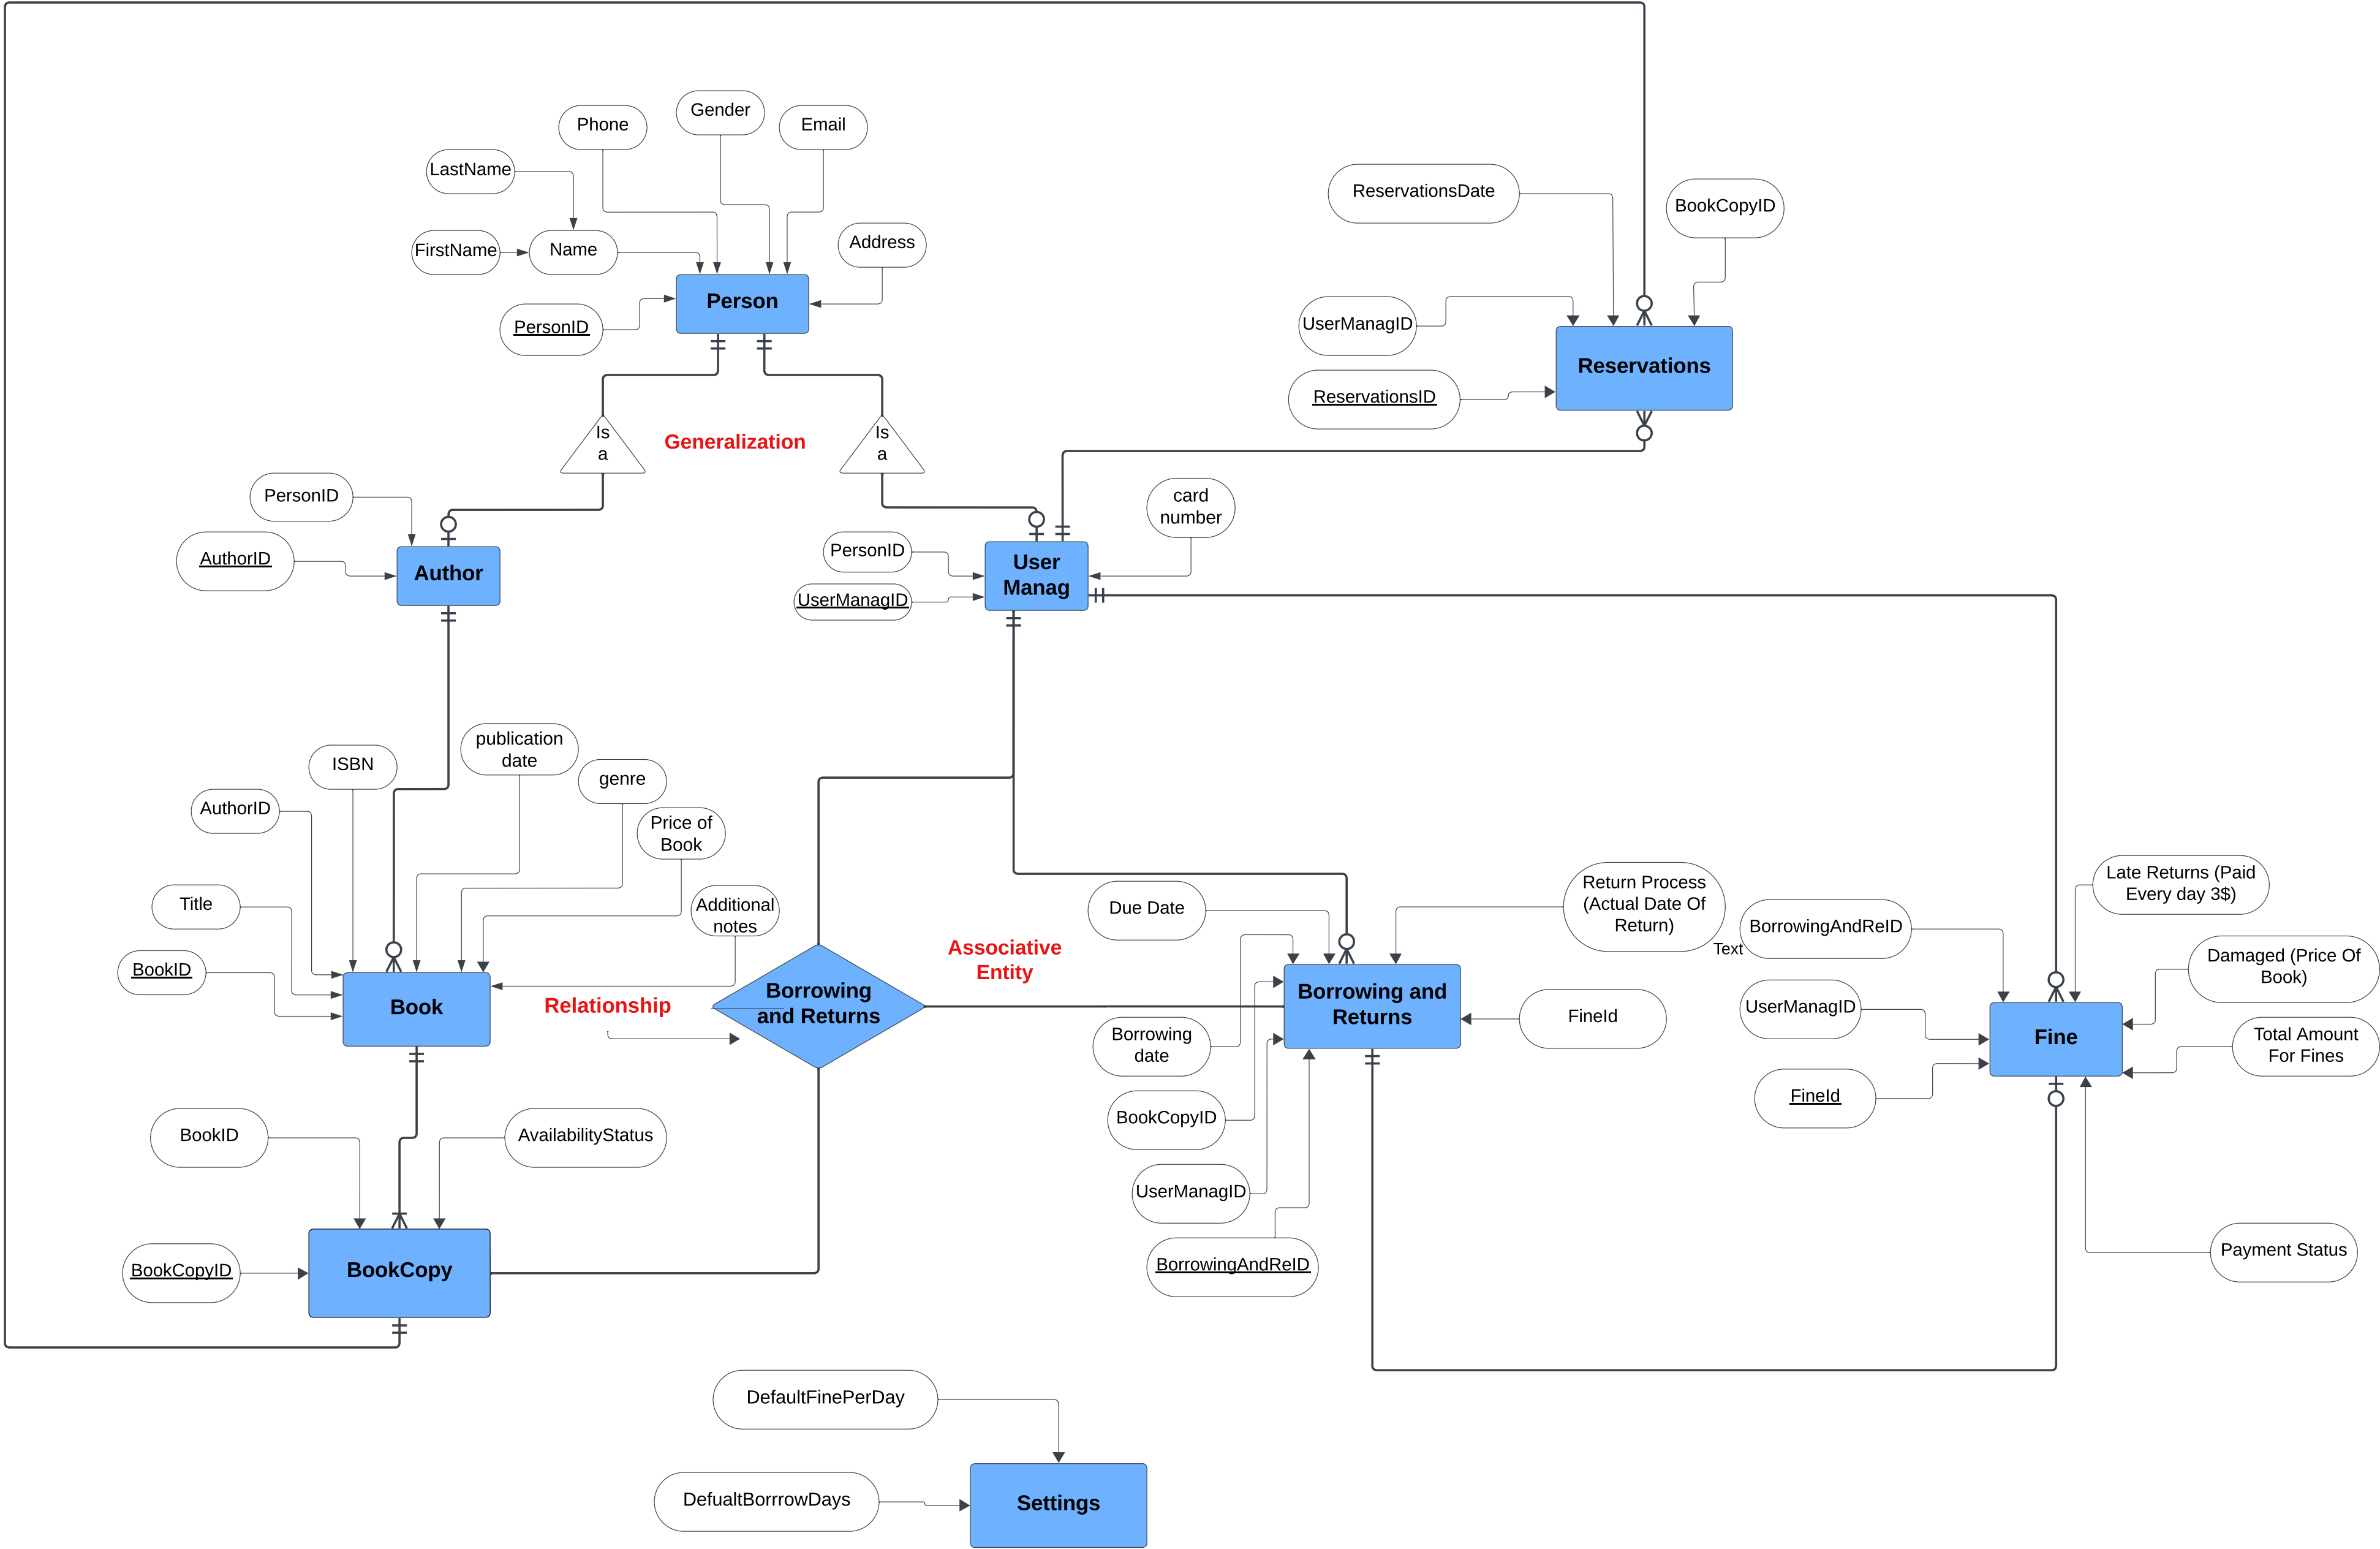 Gender
Phone
Email
LastName
ReservationsDate
BookCopyID
Address
FirstName
Name
Person
PersonID
UserManagID
Reservations
ReservationsID
Is
a
Generalization
Is
a
PersonID
card
number
AuthorID
Author
PersonID
User
Manag
UserManagID
publication
date
ISBN
genre
AuthorID
Price of
Book
Title
Additional
notes
BookID
Book
Relationship
Borrowing
and Returns
Associative
Entity
Due Date
Return Process
(Actual Date Of
Return)
Text
Borrowing and
Returns
Borrowing
date
FineId
BookCopyID
UserManagID
BorrowingAndReID
Late Returns (Paid
Every day 3$)
BorrowingAndReID
Damaged (Price Of
Book)
UserManagID
Fine
Total Amount
For Fines
FineId
Payment Status
BookID
AvailabilityStatus
BookCopyID
BookCopy
DefaultFinePerDay
DefualtBorrrowDays
Settings